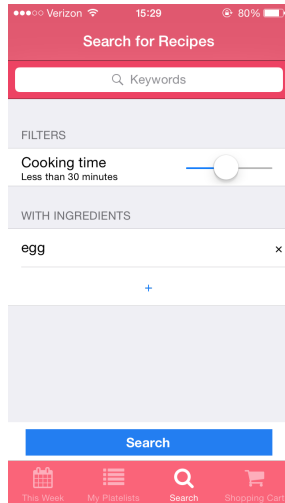 Verizon 15:29 80%
Search for Recipes
Keywords
FILTERS
Cooking time
Less than 30 minutes
WITH INGREDIENTS
egg ×
+
Search
This Week My Platelists Search Shopping Cart